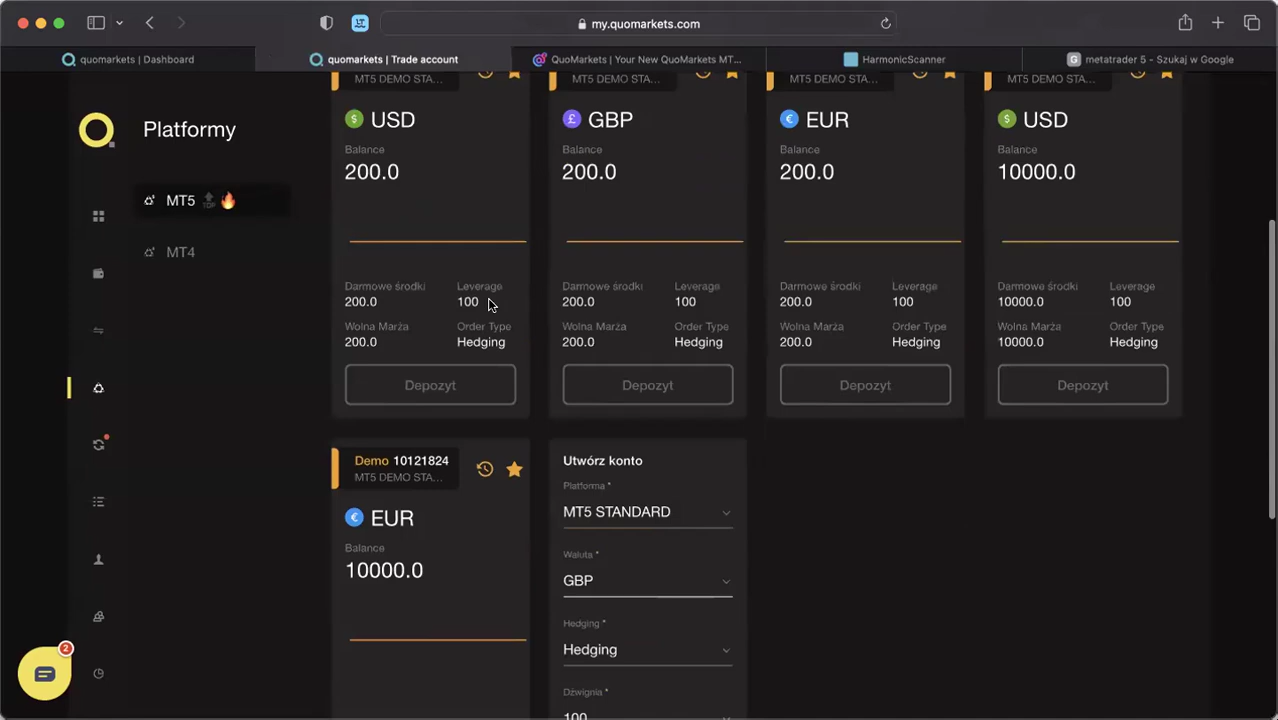 my.quomarkets.com
quomarkets | Dashboard
quomarkets | Trade account
QuoMarkets | Your New QuoMarkets MT...
HarmonicScanner
G metatrader 5 - Szukaj w Google
Platformy
MT5 TOP
MT4
MT5 DEMO STA...
$ USD
Balance
200.0
Darmowe środki
200.0
Leverage
100
Wolna Marża
200.0
Order Type
Hedging
Depozyt
MT5 DEMO STA...
£ GBP
Balance
200.0
Darmowe środki
200.0
Leverage
100
Wolna Marża
200.0
Order Type
Hedging
Depozyt
MT5 DEMO STA...
€ EUR
Balance
200.0
Darmowe środki
200.0
Leverage
100
Wolna Marża
200.0
Order Type
Hedging
Depozyt
MT5 DEMO STA...
$ USD
Balance
10000.0
Darmowe środki
10000.0
Leverage
100
Wolna Marża
10000.0
Order Type
Hedging
Depozyt
Demo 10121824
MT5 DEMO STA...
€ EUR
Balance
10000.0
Utwórz konto
Platforma *
MT5 STANDARD
Waluta *
GBP
Hedging *
Hedging
Dźwignia *
100
2